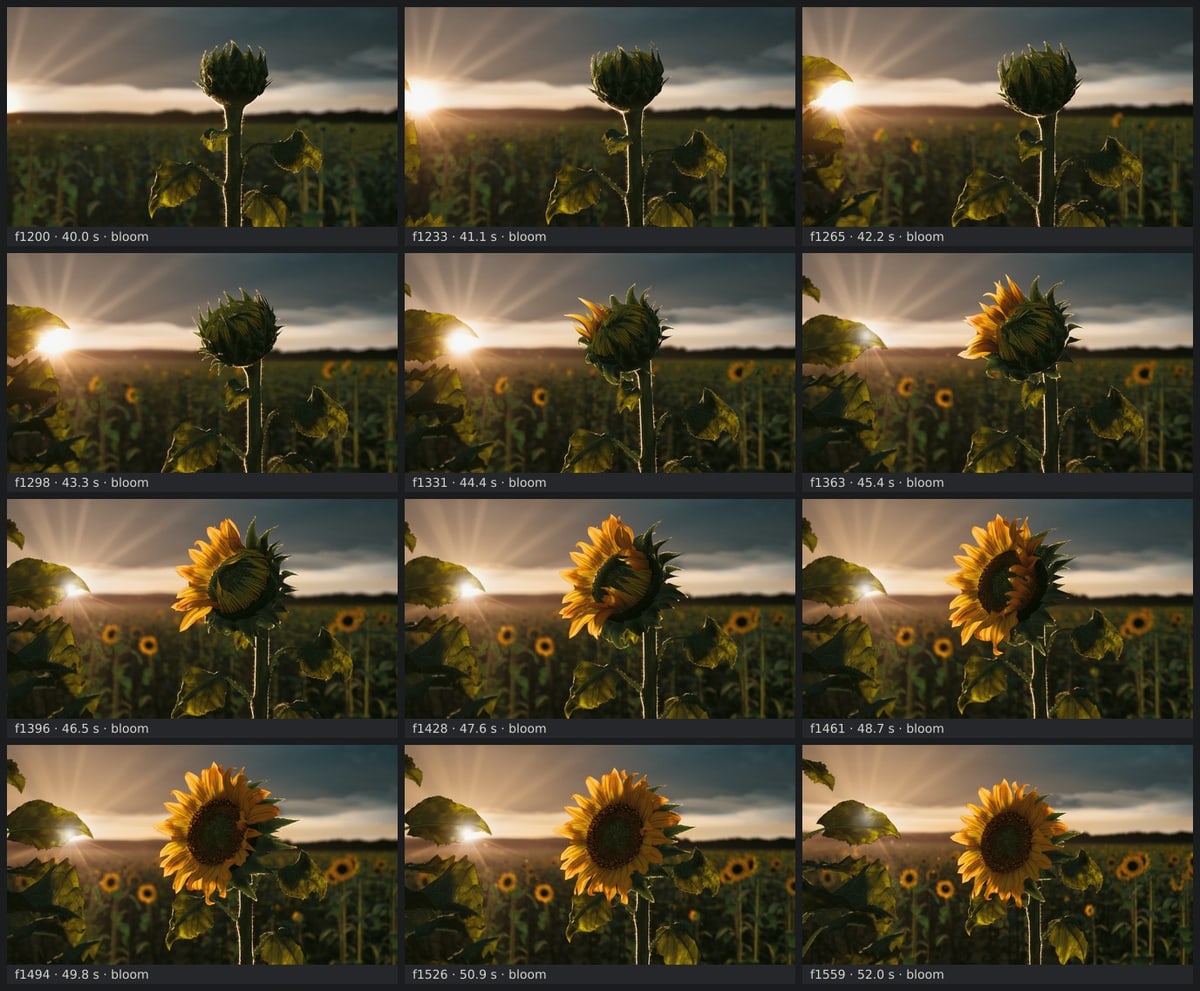 f1200 · 40.0 s · bloom
f1233 · 41.1 s · bloom
f1265 · 42.2 s · bloom
f1298 · 43.3 s · bloom
f1331 · 44.4 s · bloom
f1363 · 45.4 s · bloom
f1396 · 46.5 s · bloom
f1428 · 47.6 s · bloom
f1461 · 48.7 s · bloom
f1494 · 49.8 s · bloom
f1526 · 50.9 s · bloom
f1559 · 52.0 s · bloom